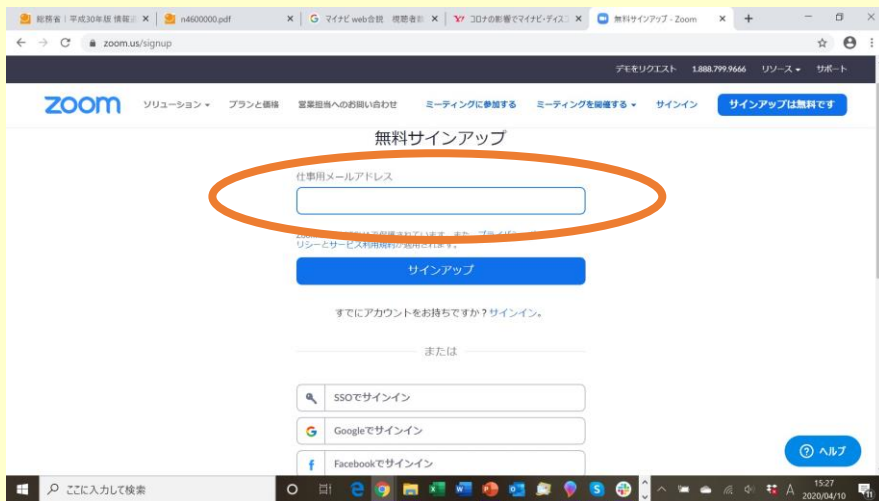 総務省|平成30年版 情報
n4600000.pdf
マイナビ web合説 視聴者
コロナの影響でマイナビ・ディス
無料サインアップ - Zoom
zoom.us/signup
デモをリクエスト 1.888.799.9666 リソース サポート
zoom ソリューション プランと価格 営業担当へのお問い合わせ ミーティングに参加する ミーティングを開催する サインイン サインアップは無料です
無料サインアップ
仕事用メールアドレス
リシーとサービス利用規約が適用されます。
サインアップ
すでにアカウントをお持ちですか？サインイン。
または
SSOでサインイン
Googleでサインイン
Facebookでサインイン
ヘルプ
ここに入力して検索
A 15:27
2020/04/10
11